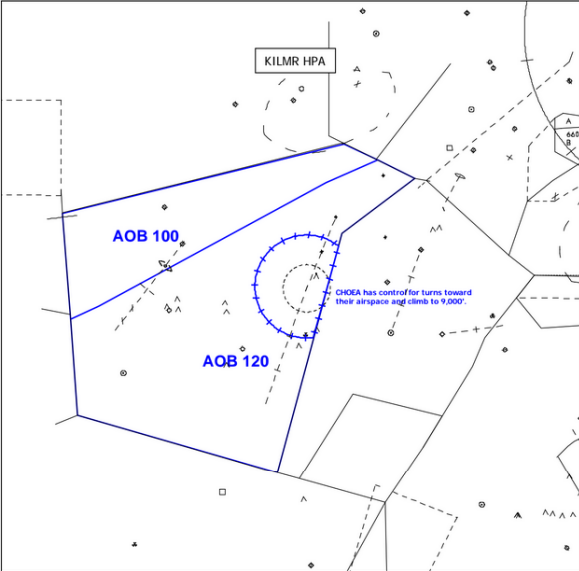 KILMR HPA
A
660
B
AOB 100
CHOEA has control for turns toward
their airspace and climb to 9,000'.
AOB 120